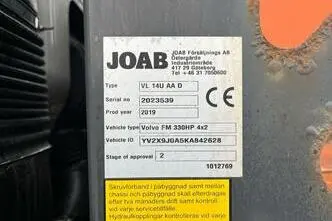 JOAB
JOAB Försäljnings AB
Östergärde
Industriområde
417 29 Göteborg
Tel +46 31 7050600
Type VL 14U AA D
Serial no 2023539
Prod year 2019
Vehicle type Volvo FM 330HP 4x2
Vehicle ID YV2X9J0A5KA842628
Stage of approval 2
1012769
Skruvförband i påbyggnad samt mellan
chassi och påbyggnad skall efterdragas
efter två månaders drift samt kontrolleras
vid varje servicetillfälle.
Hydraulkopplingar kontrolleras vid varje